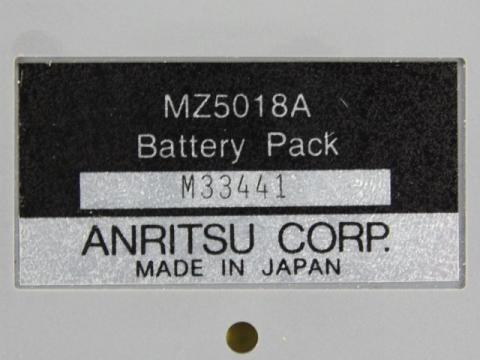 MZ5018A
Battery Pack
M33441
ANRITSU CORP.
MADE IN JAPAN